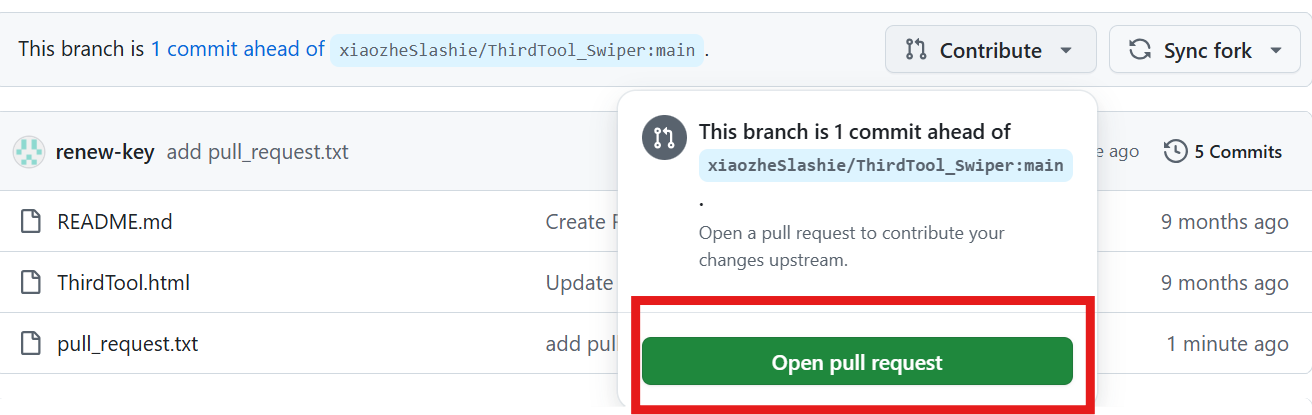 This branch is 1 commit ahead of xiaozheSlashie/ThirdTool_Swiper:main .
Contribute
Sync fork
This branch is 1 commit ahead of
xiaozheSlashie/ThirdTool_Swiper:main
.
Open a pull request to contribute your
changes upstream.
Open pull request
renew-key add pull_request.txt
ago
5 Commits
README.md
Create
9 months ago
ThirdTool.html
Update
9 months ago
pull_request.txt
add
1 minute ago